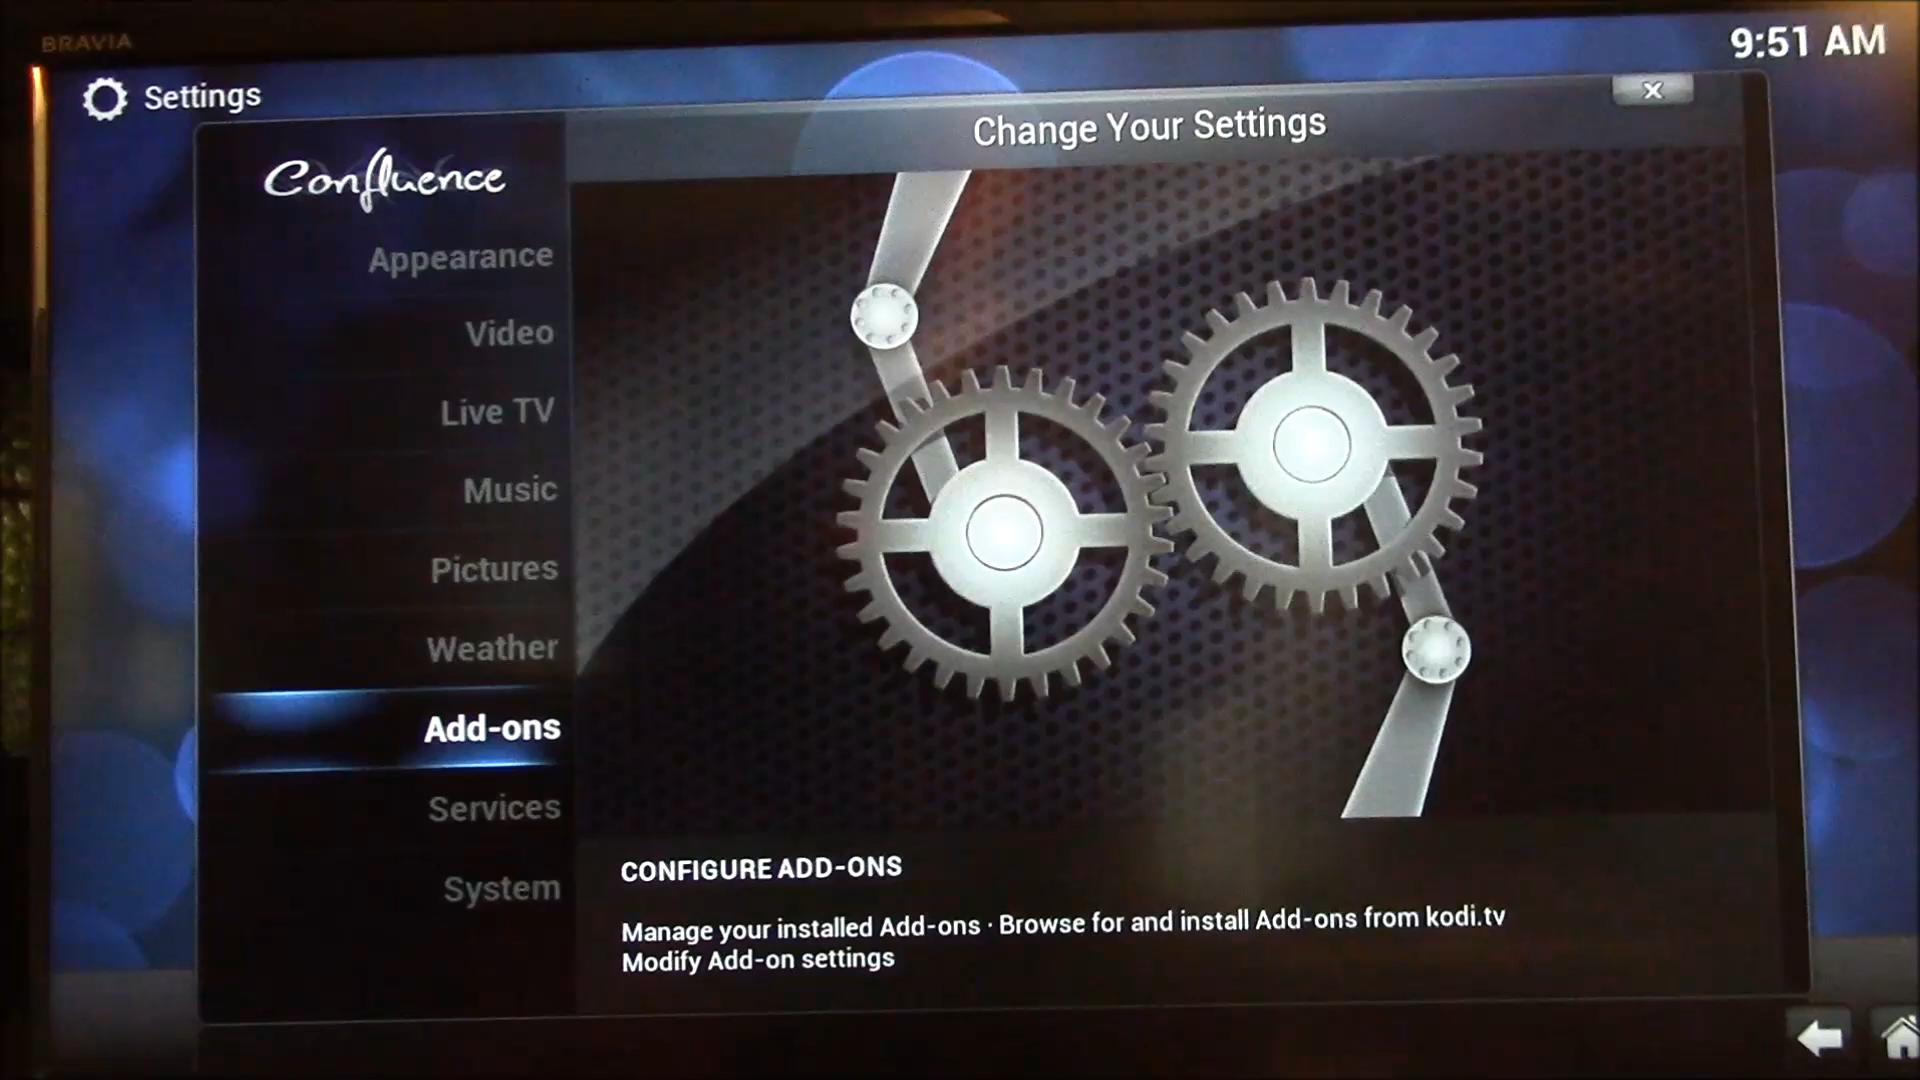 BRAVIA
9:51 AM
Settings
x
Change Your Settings
Confluence
Appearance
Video
Live TV
Music
Pictures
Weather
Add-ons
Services
System
CONFIGURE ADD-ONS
Manage your installed Add-ons · Browse for and install Add-ons from kodi.tv
Modify Add-on settings